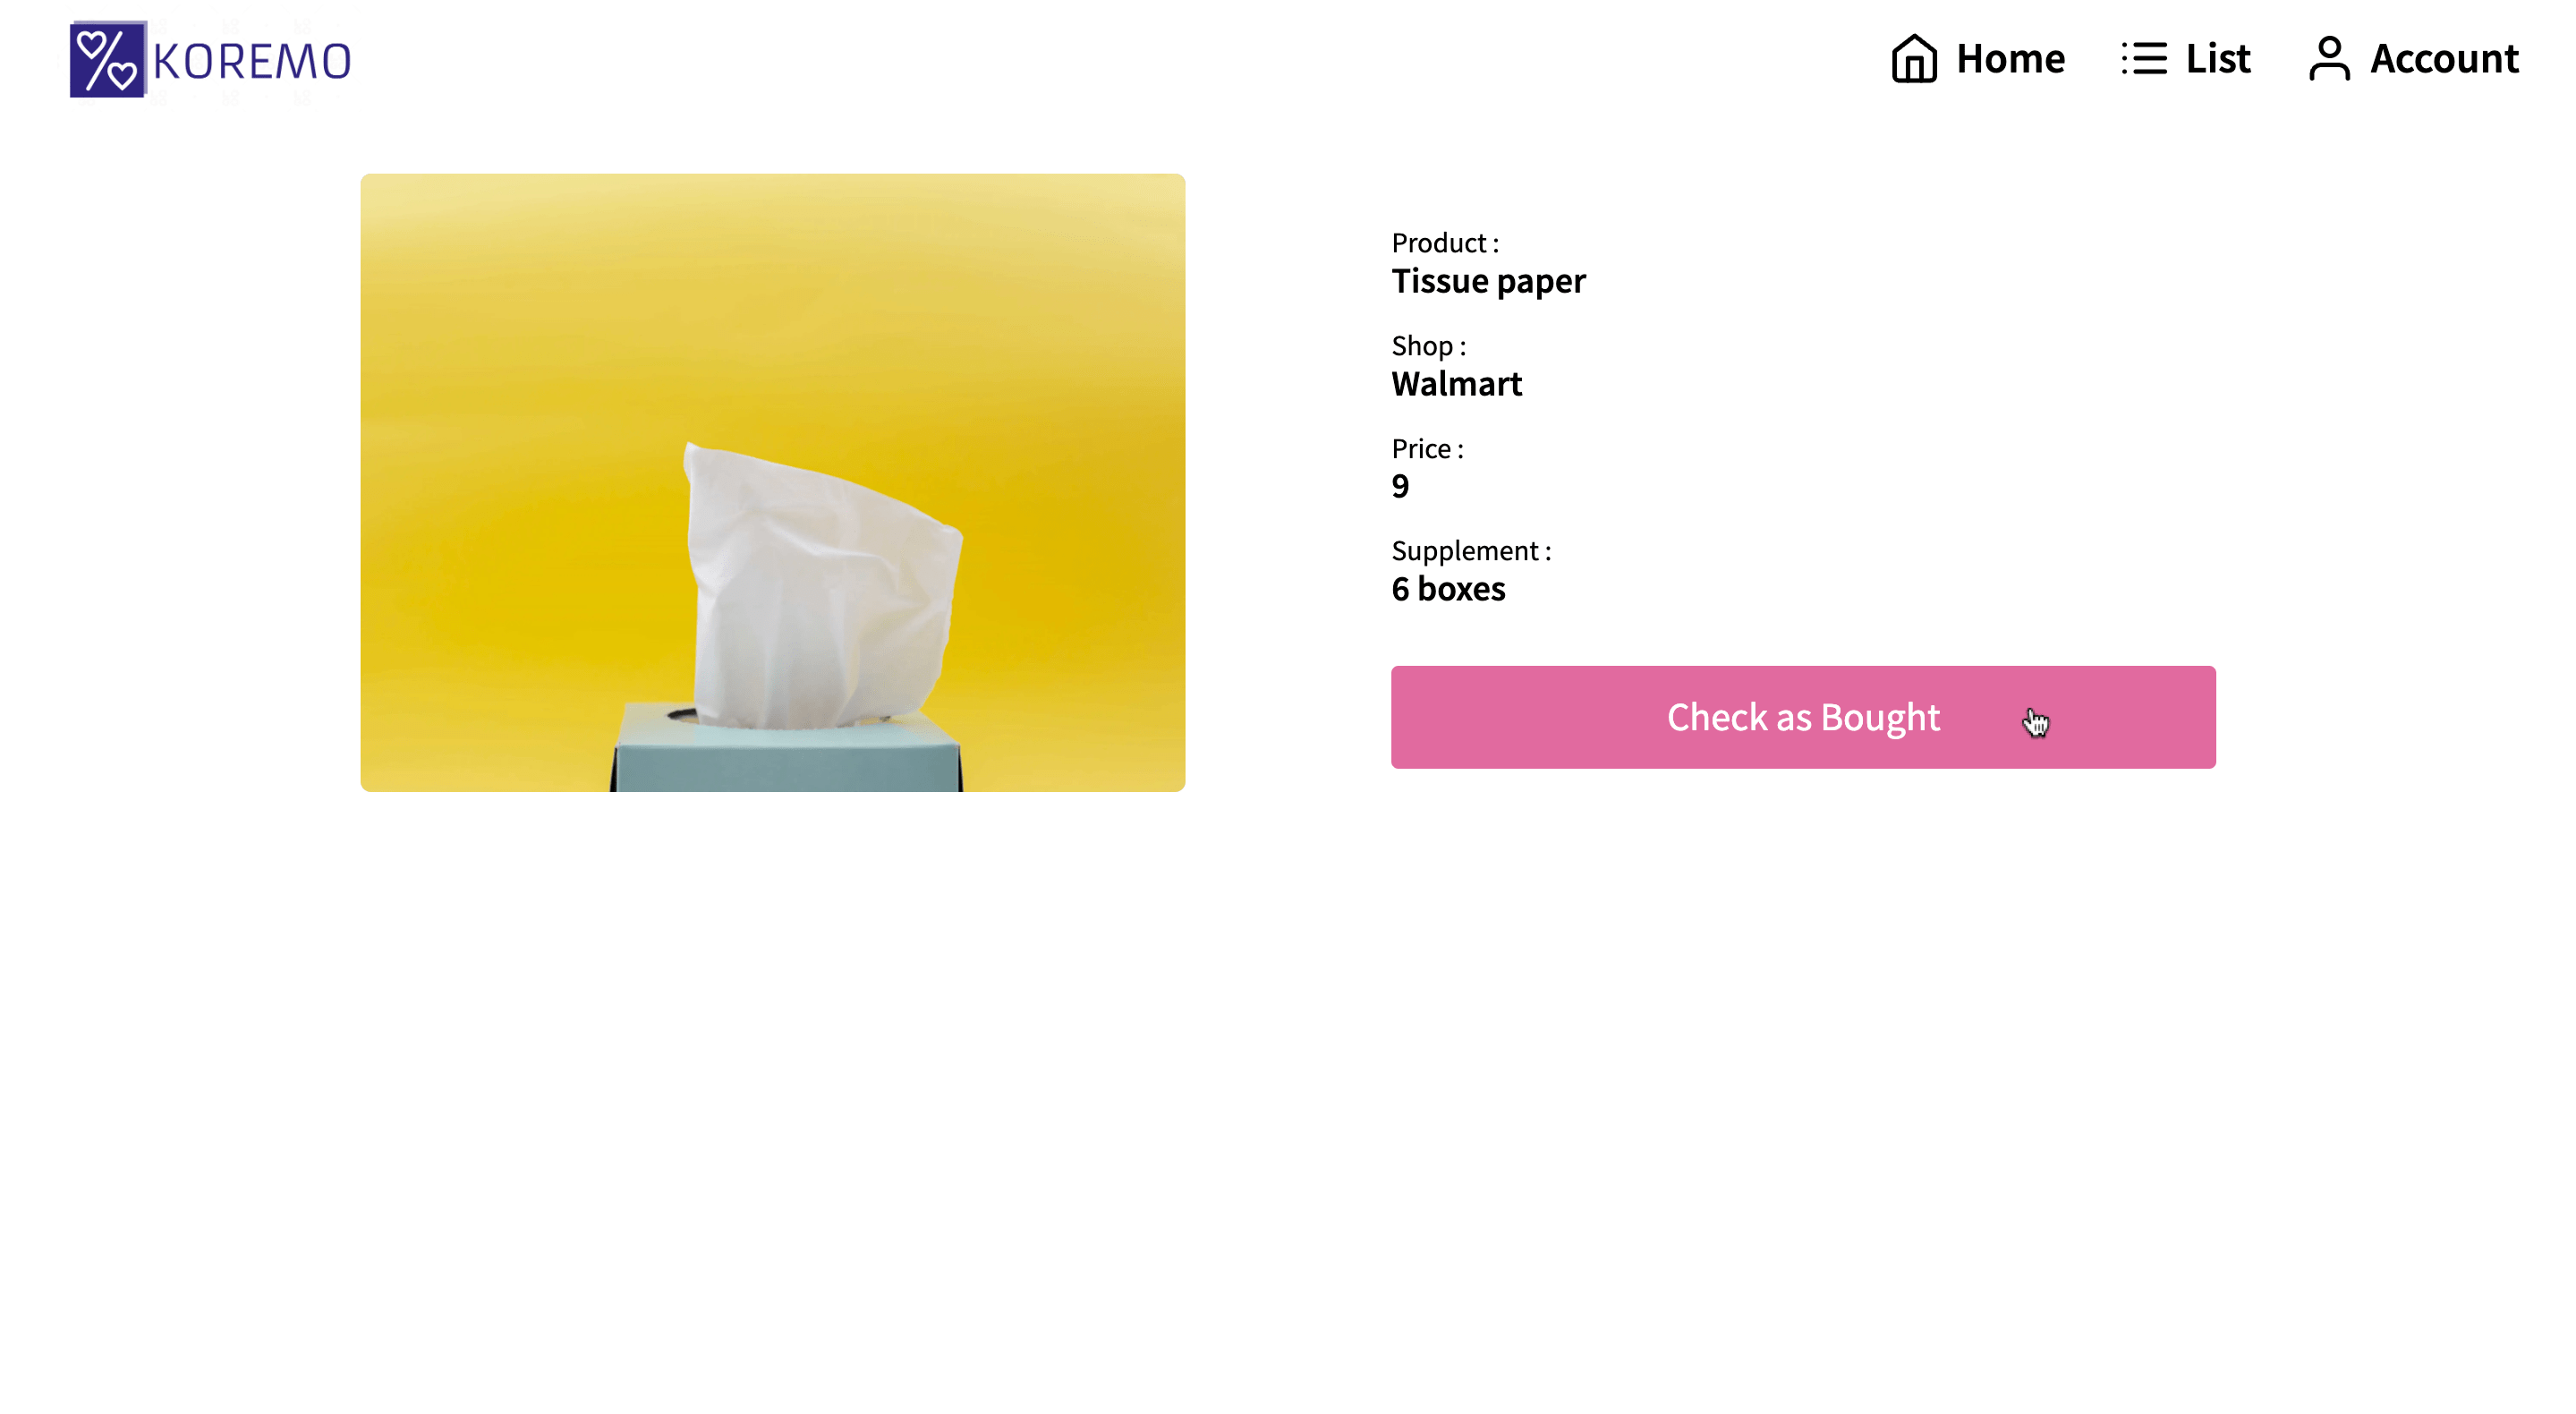 KOREMO
Home
List
Account
Product :
Tissue paper
Shop :
Walmart
Price :
9
Supplement :
6 boxes
Check as Bought